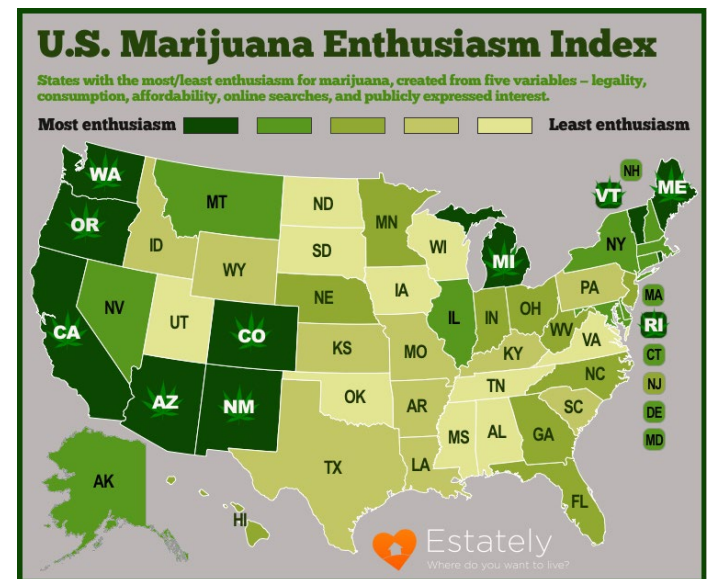 U.S. Marijuana Enthusiasm Index
States with the most/least enthusiasm for marijuana, created from five variables – legality,
consumption, affordability, online searches, and publicly expressed interest.
Most enthusiasm Least enthusiasm
WA
OR
CA
NV
ID
MT
WY
UT
CO
AZ
NM
ND
SD
NE
KS
OK
TX
MN
IA
MO
AR
LA
WI
IL
MI
IN
OH
KY
TN
MS
AL
GA
FL
SC
NC
VA
WV
PA
NY
VT
NH
ME
MA
RI
CT
NJ
DE
MD
AK
HI
Estately
Where do you want to live?